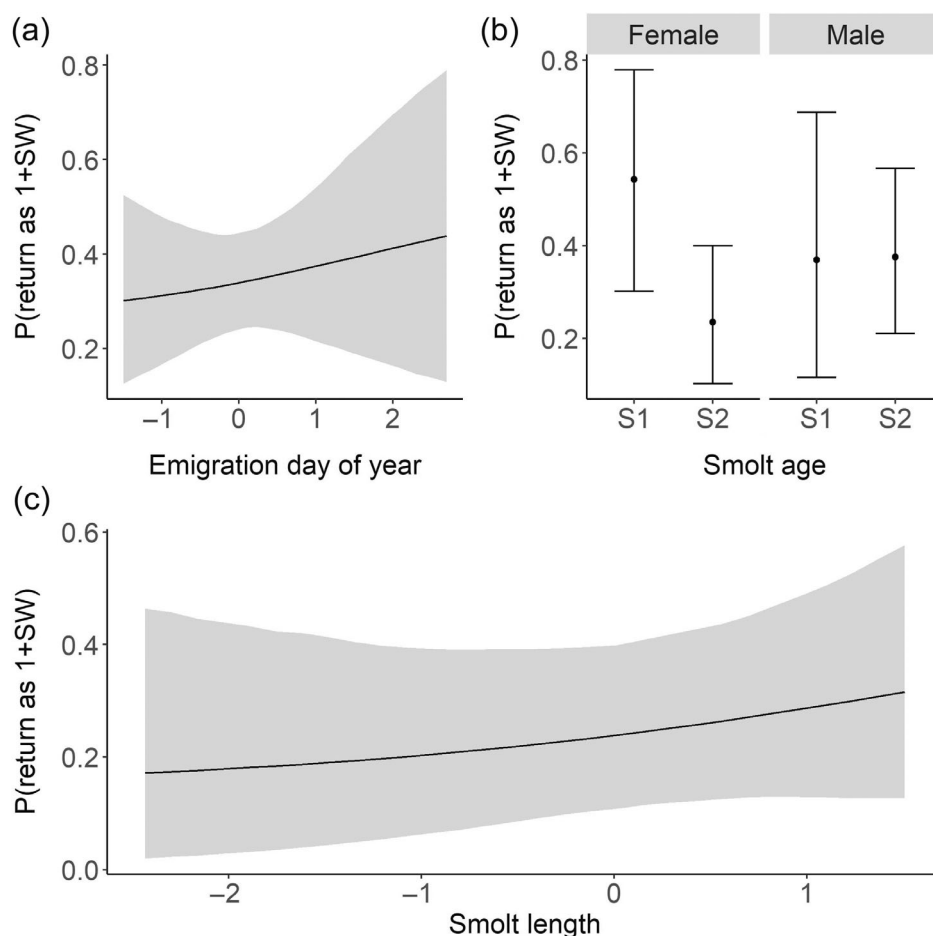 (a)
P(return as 1+SW)
0.8
0.6
0.4
0.2
–1 0 1 2
Emigration day of year
(b)
Female Male
P(return as 1+SW)
0.8
0.6
0.4
0.2
S1 S2 S1 S2
Smolt age
(c)
P(return as 1+SW)
0.6
0.4
0.2
0.0
–2 –1 0 1
Smolt length